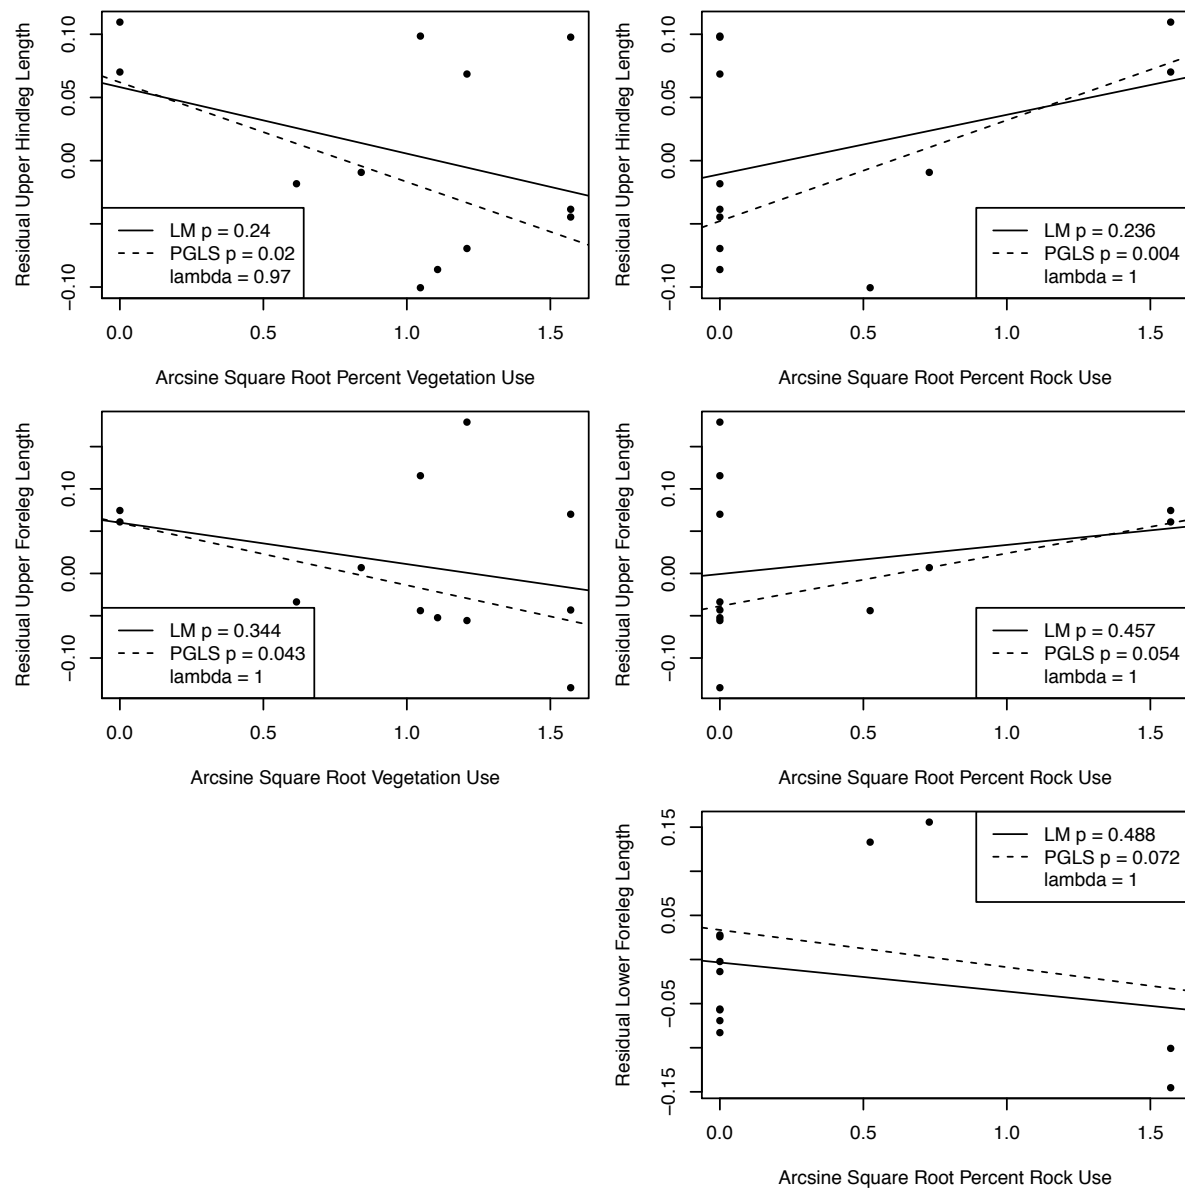 Residual Upper Hindleg Length
0.10
0.05
0.00
−0.10
LM p = 0.24
PGLS p = 0.02
lambda = 0.97
0.0 0.5 1.0 1.5
Arcsine Square Root Percent Vegetation Use
Residual Upper Hindleg Length
0.10
0.05
0.00
−0.10
LM p = 0.236
PGLS p = 0.004
lambda = 1
0.0 0.5 1.0 1.5
Arcsine Square Root Percent Rock Use
Residual Upper Foreleg Length
0.10
0.00
−0.10
LM p = 0.344
PGLS p = 0.043
lambda = 1
0.0 0.5 1.0 1.5
Arcsine Square Root Vegetation Use
Residual Upper Foreleg Length
0.10
0.00
−0.10
LM p = 0.457
PGLS p = 0.054
lambda = 1
0.0 0.5 1.0 1.5
Arcsine Square Root Percent Rock Use
Residual Lower Foreleg Length
0.15
0.05
−0.05
−0.15
LM p = 0.488
PGLS p = 0.072
lambda = 1
0.0 0.5 1.0 1.5
Arcsine Square Root Percent Rock Use